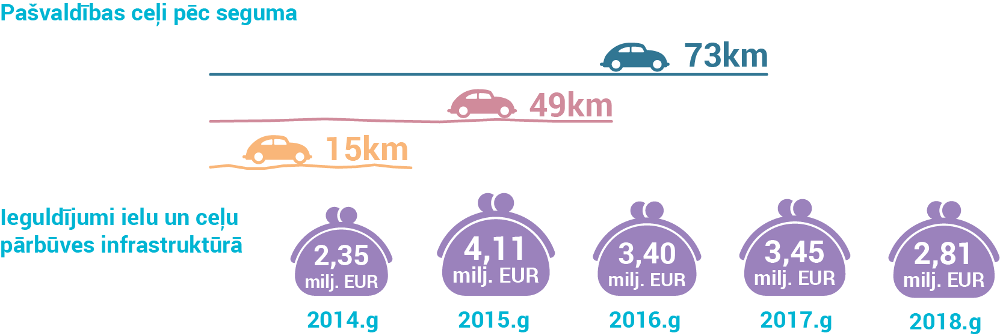 Pašvaldības ceļi pēc seguma
73km
49km
15km
Ieguldījumi ielu un ceļu
pārbūves infrastruktūrā
2,35
milj. EUR
4,11
milj. EUR
3,40
milj. EUR
3,45
milj. EUR
2,81
milj. EUR
2014.g
2015.g
2016.g
2017.g
2018.g